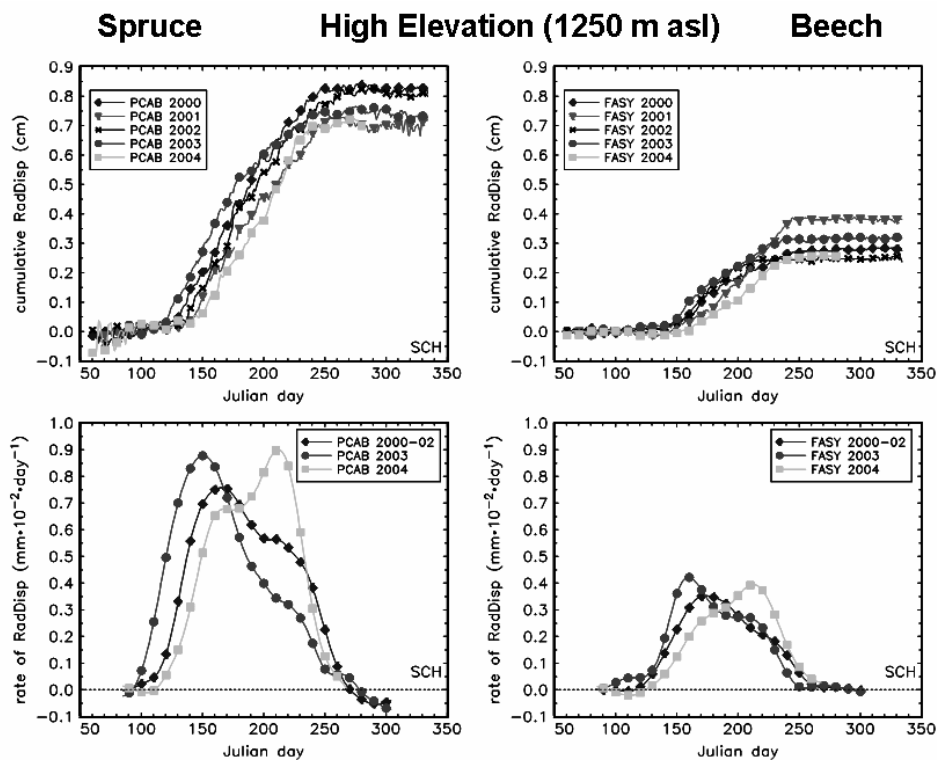 Spruce High Elevation (1250 m asl) Beech
cumulative RadDisp (cm)
0.9
0.8
0.7
0.6
0.5
0.4
0.3
0.2
0.1
0.0
−0.1
PCAB 2000
PCAB 2001
PCAB 2002
PCAB 2003
PCAB 2004
SCH
50 100 150 200 250 300 350
Julian day
cumulative RadDisp (cm)
0.9
0.8
0.7
0.6
0.5
0.4
0.3
0.2
0.1
0.0
−0.1
FASY 2000
FASY 2001
FASY 2002
FASY 2003
FASY 2004
SCH
50 100 150 200 250 300 350
Julian day
rate of RadDisp (mm•10⁻²•day⁻¹)
1.0
0.9
0.8
0.7
0.6
0.5
0.4
0.3
0.2
0.1
0.0
−0.1
PCAB 2000−02
PCAB 2003
PCAB 2004
SCH
50 100 150 200 250 300 350
Julian day
rate of RadDisp (mm•10⁻²•day⁻¹)
1.0
0.9
0.8
0.7
0.6
0.5
0.4
0.3
0.2
0.1
0.0
−0.1
FASY 2000−02
FASY 2003
FASY 2004
SCH
50 100 150 200 250 300 350
Julian day